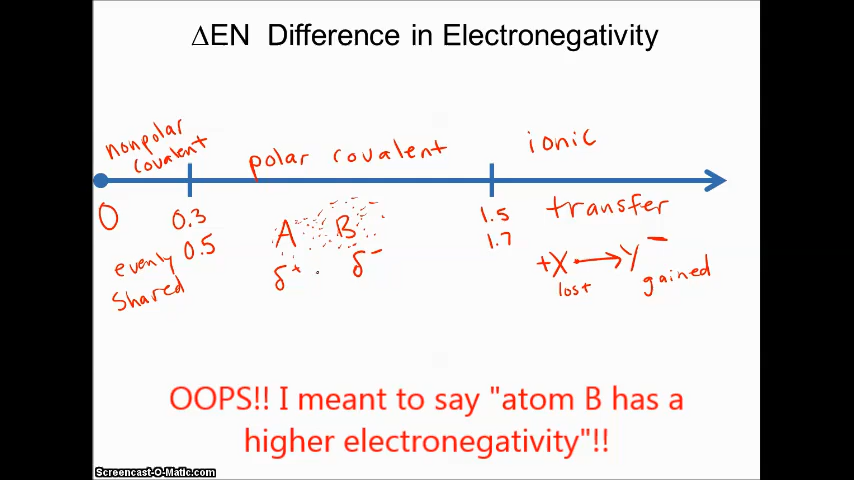 ΔEN Difference in Electronegativity
nonpolar
covalent
polar covalent
ionic
0
0.3
0.5
evenly
shared
A B
δ+ δ−
1.5
1.7
transfer
+X → Y−
lost
gained
OOPS!! I meant to say "atom B has a
higher electronegativity"!!
Screencast-O-Matic.com